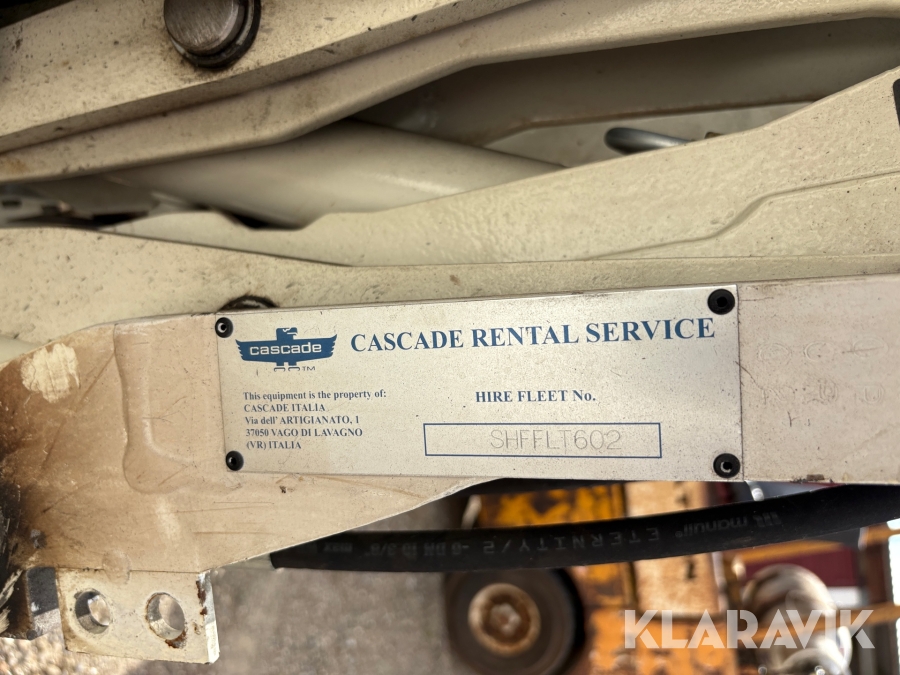 cascade
TM
CASCADE RENTAL SERVICE
This equipment is the property of:
CASCADE ITALIA
Via dell' ARTIGIANATO, 1
37050 VAGO DI LAVAGNO
(VR) ITALIA
HIRE FLEET No.
SHFFLT602
manuli®
ETERNITY/2
KLARAVIK